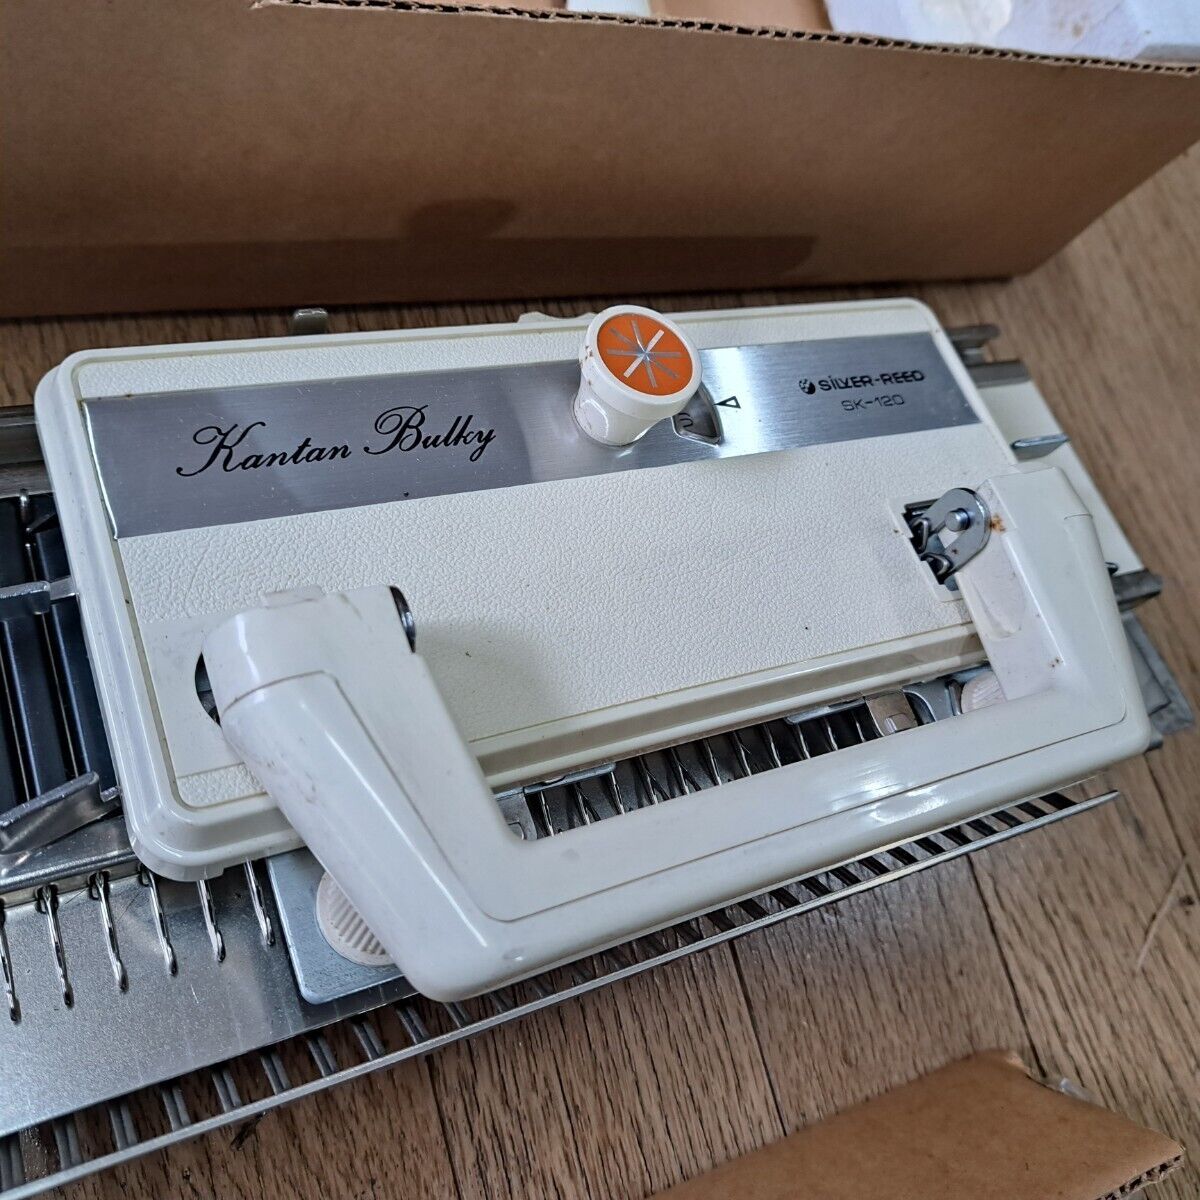 Kantan Bulky
SiLVER-REED
SK-120